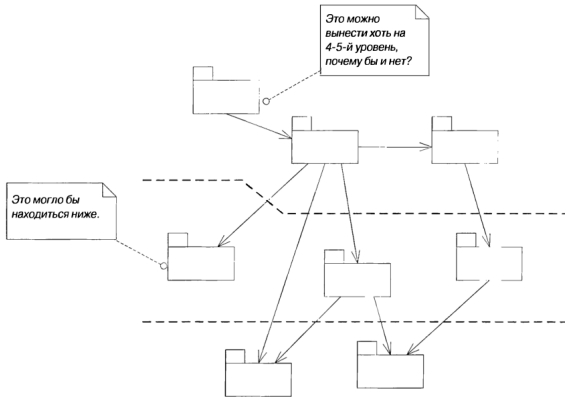 Это можно
вынести хоть на
4-5-й уровень,
почему бы и нет?
Это могло бы
находиться ниже.